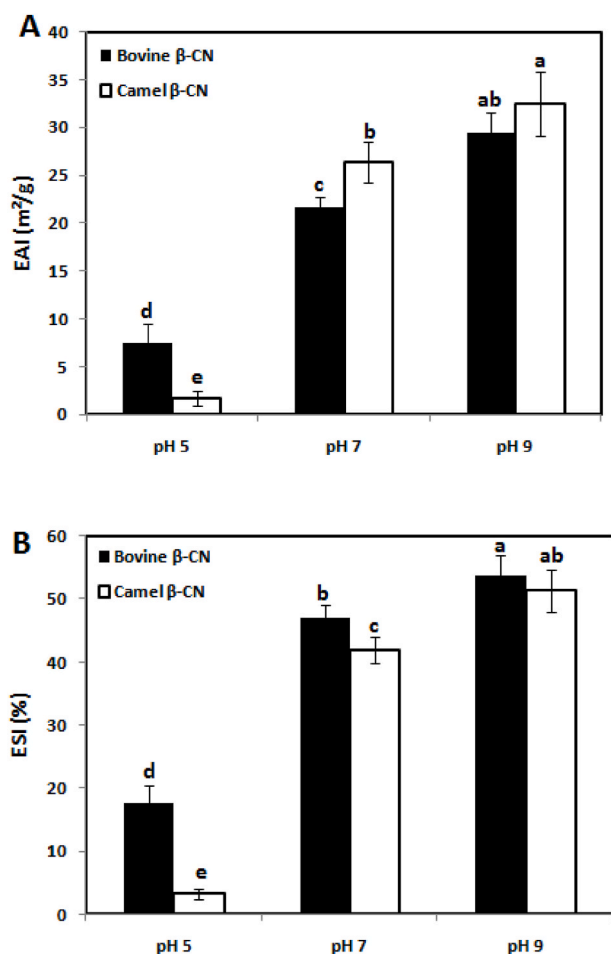 A
40
35
30
25
20
15
10
5
0
EAI (m²/g)
Bovine β-CN
Camel β-CN
d
e
c
b
ab
a
pH 5
pH 7
pH 9
B
60
50
40
30
20
10
0
ESI (%)
Bovine β-CN
Camel β-CN
d
e
b
c
a
ab
pH 5
pH 7
pH 9